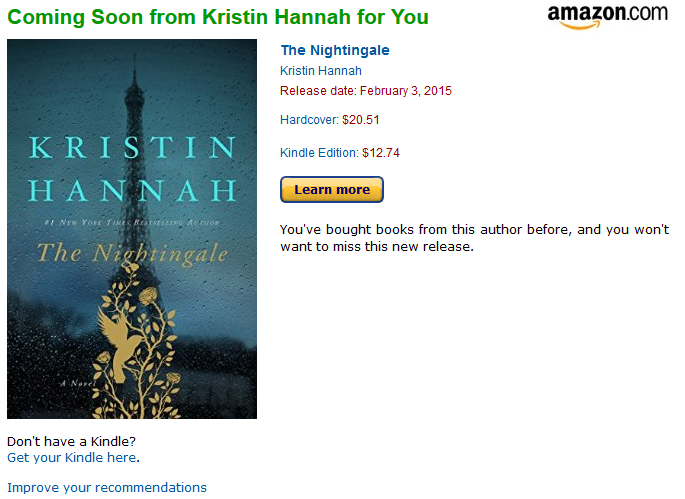 Coming Soon from Kristin Hannah for You
amazon.com
KRISTIN
HANNAH
#1 NEW YORK TIMES BESTSELLING AUTHOR
The Nightingale
A Novel
The Nightingale
Kristin Hannah
Release date: February 3, 2015
Hardcover: $20.51
Kindle Edition: $12.74
Learn more
You've bought books from this author before, and you won't
want to miss this new release.
Don't have a Kindle?
Get your Kindle here.
Improve your recommendations